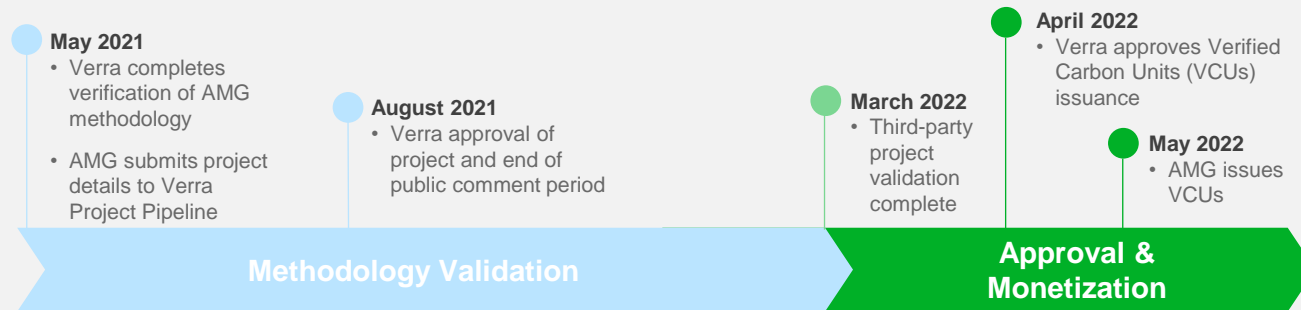 May 2021
• Verra completes
verification of AMG
methodology
• AMG submits project
details to Verra
Project Pipeline
August 2021
• Verra approval of
project and end of
public comment period
March 2022
• Third-party
project
validation
complete
April 2022
• Verra approves Verified
Carbon Units (VCUs)
issuance
May 2022
• AMG issues
VCUs
Methodology Validation
Approval &
Monetization